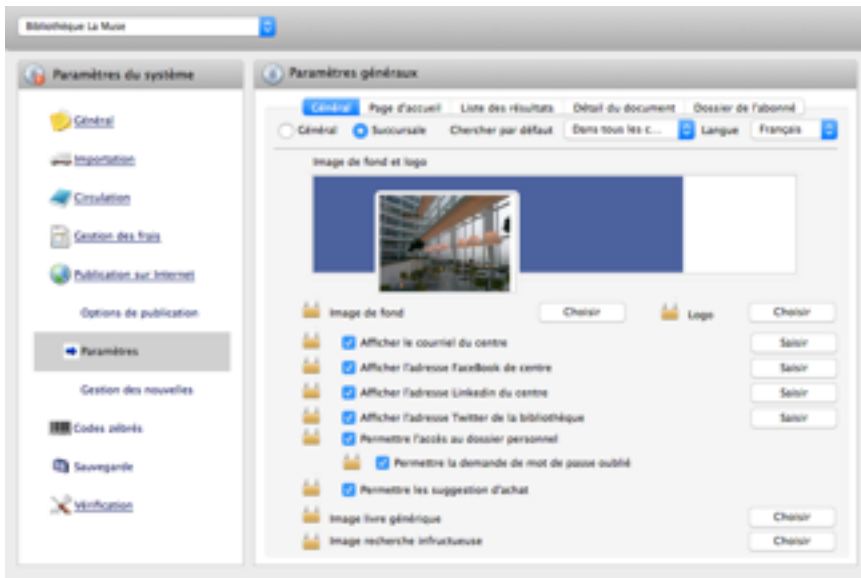 Bibliothèque La Muse
Paramètres du système
Paramètres généraux
Général
Importation
Circulation
Gestion des frais
Publication sur Internet
Options de publication
Paramètres
Gestion des nouvelles
Codes zébrés
Sauvegarde
Vérification
Général Page d'accueil Liste des résultats Détail du document Dossier de l'abonné
Général Succursale Chercher par défaut Dans tous les c... Langue Français
Image de fond et logo
Image de fond Choisir Logo Choisir
Afficher le courriel du centre Saisir
Afficher l'adresse FaceBook de centre Saisir
Afficher l'adresse Linkedin du centre Saisir
Afficher l'adresse Twitter de la bibliothèque Saisir
Permettre l'accès au dossier personnel
Permettre la demande de mot de passe oublié
Permettre les suggestion d'achat
Image livre générique Choisir
Image recherche infructueuse Choisir